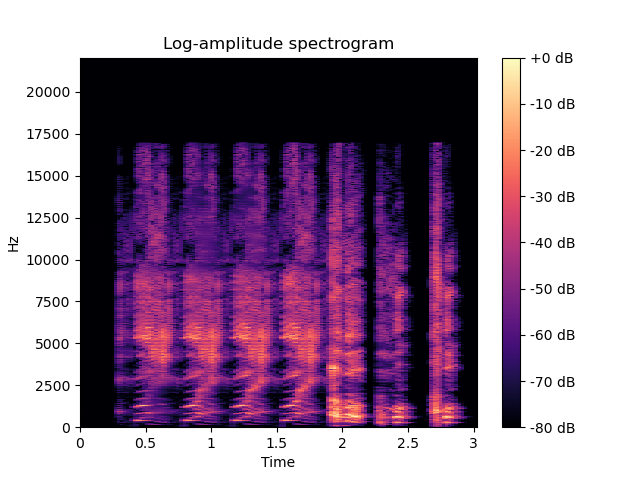 Log-amplitude spectrogram
+0 dB
20000
-10 dB
17500
-20 dB
15000
-30 dB
12500
Hz
-40 dB
10000
-50 dB
7500
5000
-60 dB
2500
-70 dB
0
-80 dB
0 0.5 1 1.5 2 2.5 3
Time